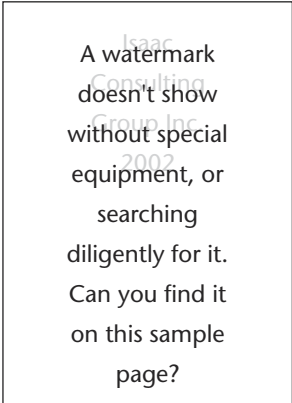 Isaac
A watermark
Consulting
doesn't show
Group Inc
without special
2002
equipment, or
searching
diligently for it.
Can you find it
on this sample
page?